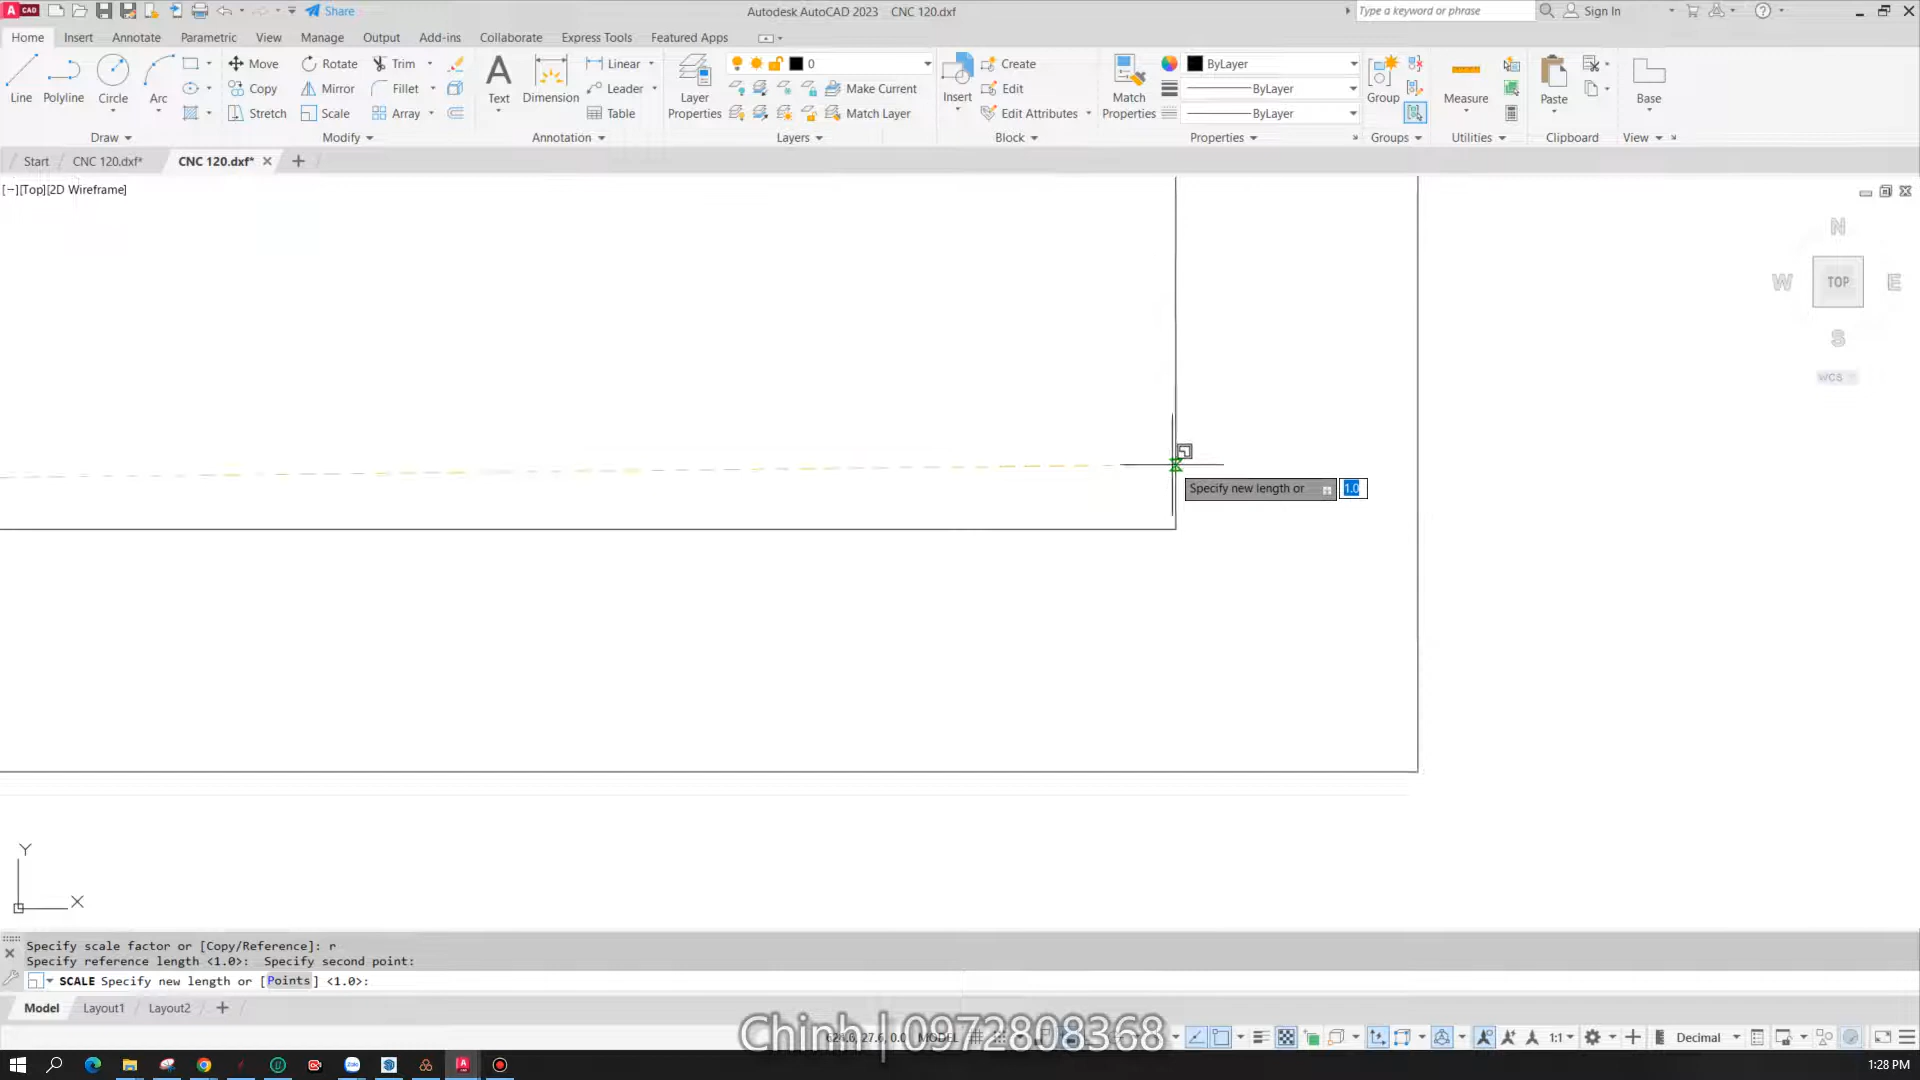 A CAD Share Autodesk AutoCAD 2023 CNC 120.dxf Type a keyword or phrase Sign In
Home Insert Annotate Parametric View Manage Output Add-ins Collaborate Express Tools Featured Apps
Line Polyline Circle Arc Move Rotate Trim Copy Mirror Fillet Stretch Scale Array Text Dimension Linear Leader Table Layer Properties 0 Make Current Match Layer Insert Create Edit Edit Attributes Match Properties ByLayer ByLayer ByLayer Group Measure Paste Base
Draw Modify Annotation Layers Block Properties Groups Utilities Clipboard View
Start CNC 120.dxf* CNC 120.dxf*
[−][Top][2D Wireframe]
N
W TOP E
S
WCS
Specify new length or 1.0
Y
X
Specify scale factor or [Copy/Reference]: r
Specify reference length <1.0>: Specify second point:
SCALE Specify new length or [Points] <1.0>:
Model Layout1 Layout2
MODEL 1:1 Decimal
Chinh | 0972808368
1:28 PM